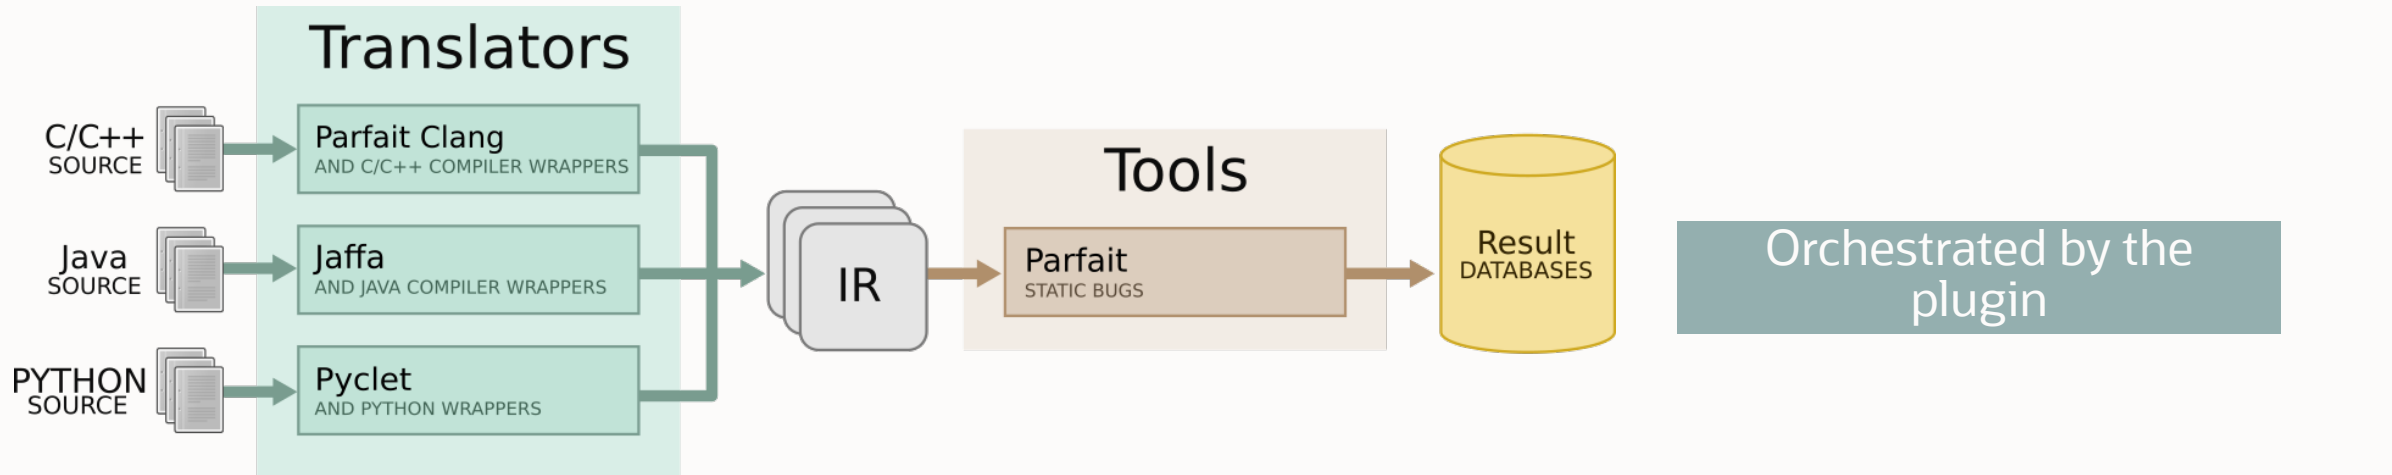 Translators
C/C++
SOURCE
Parfait Clang
AND C/C++ COMPILER WRAPPERS
Java
SOURCE
Jaffa
AND JAVA COMPILER WRAPPERS
PYTHON
SOURCE
Pyclet
AND PYTHON WRAPPERS
IR
Tools
Parfait
STATIC BUGS
Result
DATABASES
Orchestrated by the
plugin